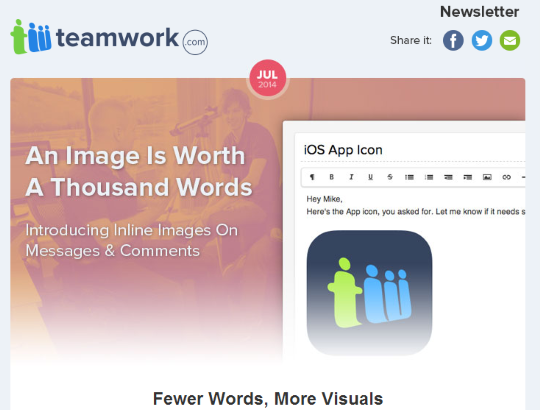 Newsletter
teamwork.com
Share it:
JUL
2014
An Image Is Worth
A Thousand Words
Introducing Inline Images On
Messages & Comments
iOS App Icon
B I U S
Hey Mike,
Here's the App icon, you asked for. Let me know if it needs s
Fewer Words, More Visuals